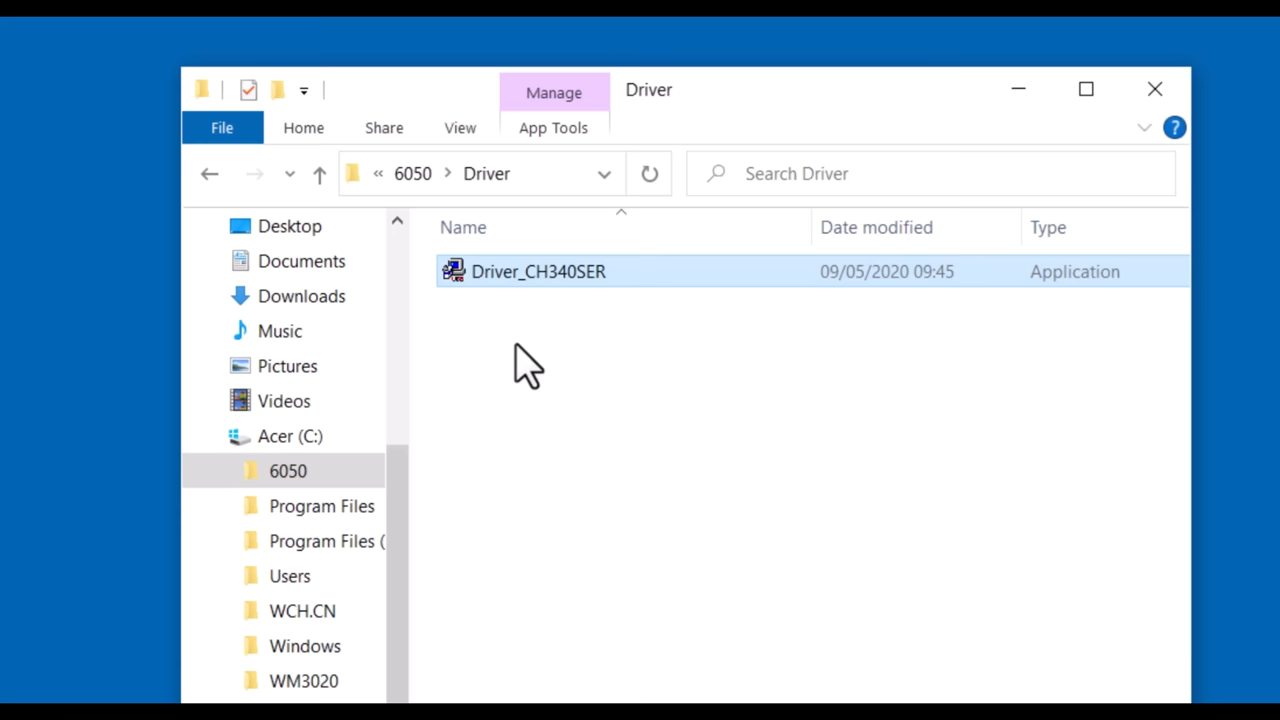 Manage Driver
File Home Share View App Tools ?
« 6050 > Driver Search Driver
Name Date modified Type
Driver_CH340SER 09/05/2020 09:45 Application
Desktop
Documents
Downloads
Music
Pictures
Videos
Acer (C:)
6050
Program Files
Program Files (
Users
WCH.CN
Windows
WM3020